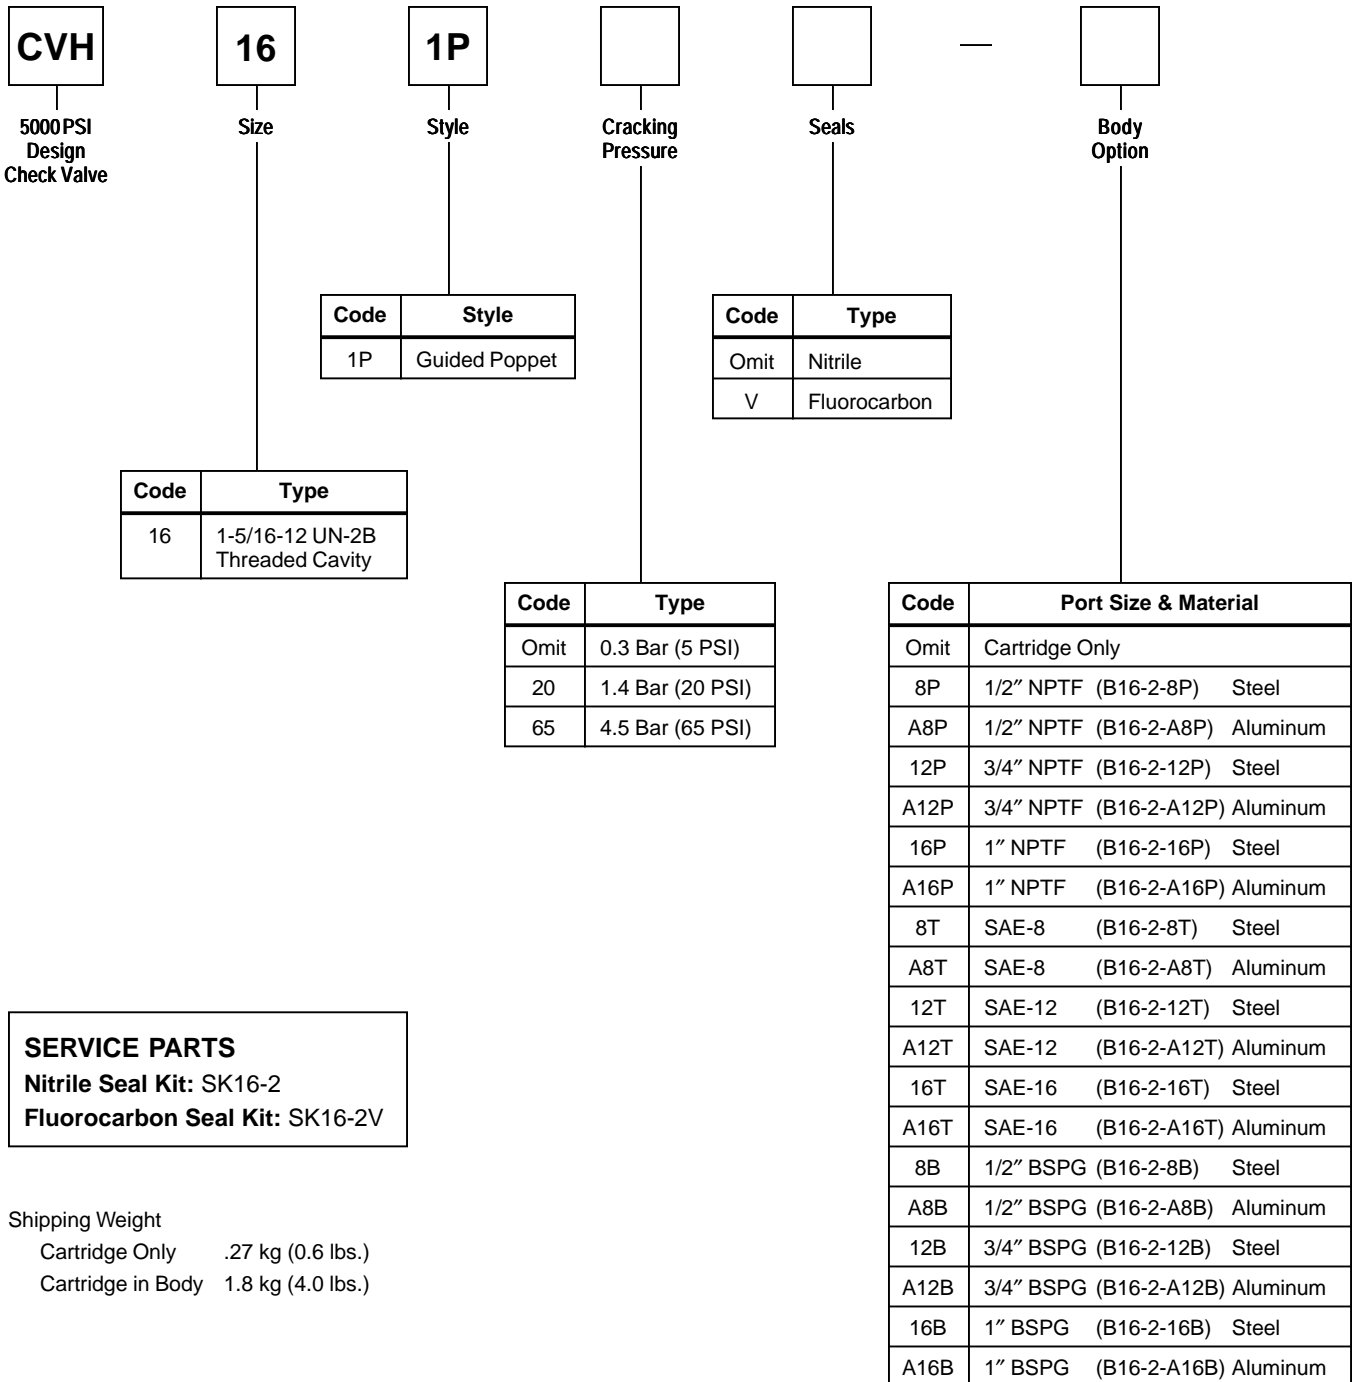 CVH 16 1P —
5000 PSI Design Check Valve
Size
Style
Cracking Pressure
Seals
Body Option
Code Style
1P Guided Poppet
Code Type
Omit Nitrile
V Fluorocarbon
Code Type
16 1-5/16-12 UN-2B
Threaded Cavity
Code Type
Omit 0.3 Bar (5 PSI)
20 1.4 Bar (20 PSI)
65 4.5 Bar (65 PSI)
Code Port Size & Material
Omit Cartridge Only
8P 1/2″ NPTF (B16-2-8P) Steel
A8P 1/2″ NPTF (B16-2-A8P) Aluminum
12P 3/4″ NPTF (B16-2-12P) Steel
A12P 3/4″ NPTF (B16-2-A12P) Aluminum
16P 1″ NPTF (B16-2-16P) Steel
A16P 1″ NPTF (B16-2-A16P) Aluminum
8T SAE-8 (B16-2-8T) Steel
A8T SAE-8 (B16-2-A8T) Aluminum
12T SAE-12 (B16-2-12T) Steel
A12T SAE-12 (B16-2-A12T) Aluminum
16T SAE-16 (B16-2-16T) Steel
A16T SAE-16 (B16-2-A16T) Aluminum
8B 1/2″ BSPG (B16-2-8B) Steel
A8B 1/2″ BSPG (B16-2-A8B) Aluminum
12B 3/4″ BSPG (B16-2-12B) Steel
A12B 3/4″ BSPG (B16-2-A12B) Aluminum
16B 1″ BSPG (B16-2-16B) Steel
A16B 1″ BSPG (B16-2-A16B) Aluminum
SERVICE PARTS
Nitrile Seal Kit: SK16-2
Fluorocarbon Seal Kit: SK16-2V
Shipping Weight
Cartridge Only .27 kg (0.6 lbs.)
Cartridge in Body 1.8 kg (4.0 lbs.)